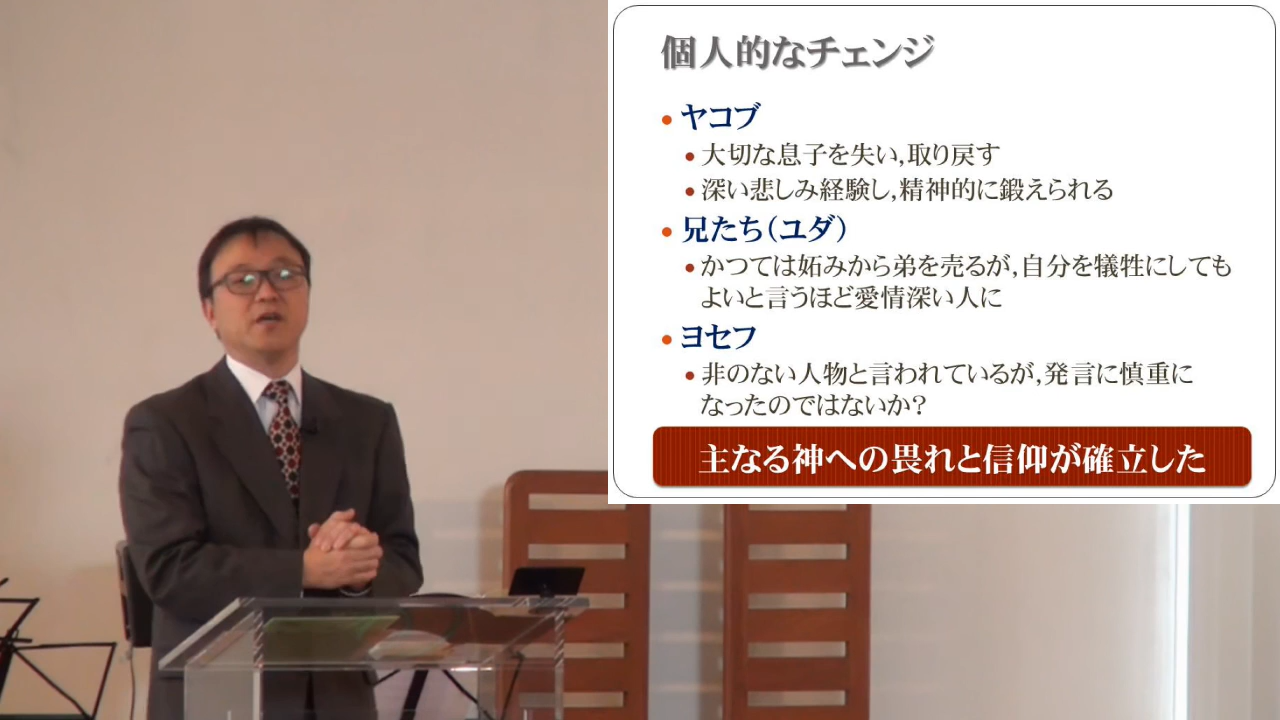 個人的なチェンジ
• ヤコブ
• 大切な息子を失い,取り戻す
• 深い悲しみ経験し,精神的に鍛えられる
• 兄たち(ユダ)
• かつては妬みから弟を売るが,自分を犠牲にしても
よいと言うほど愛情深い人に
• ヨセフ
• 非のない人物と言われているが,発言に慎重に
なったのではないか?
主なる神への畏れと信仰が確立した